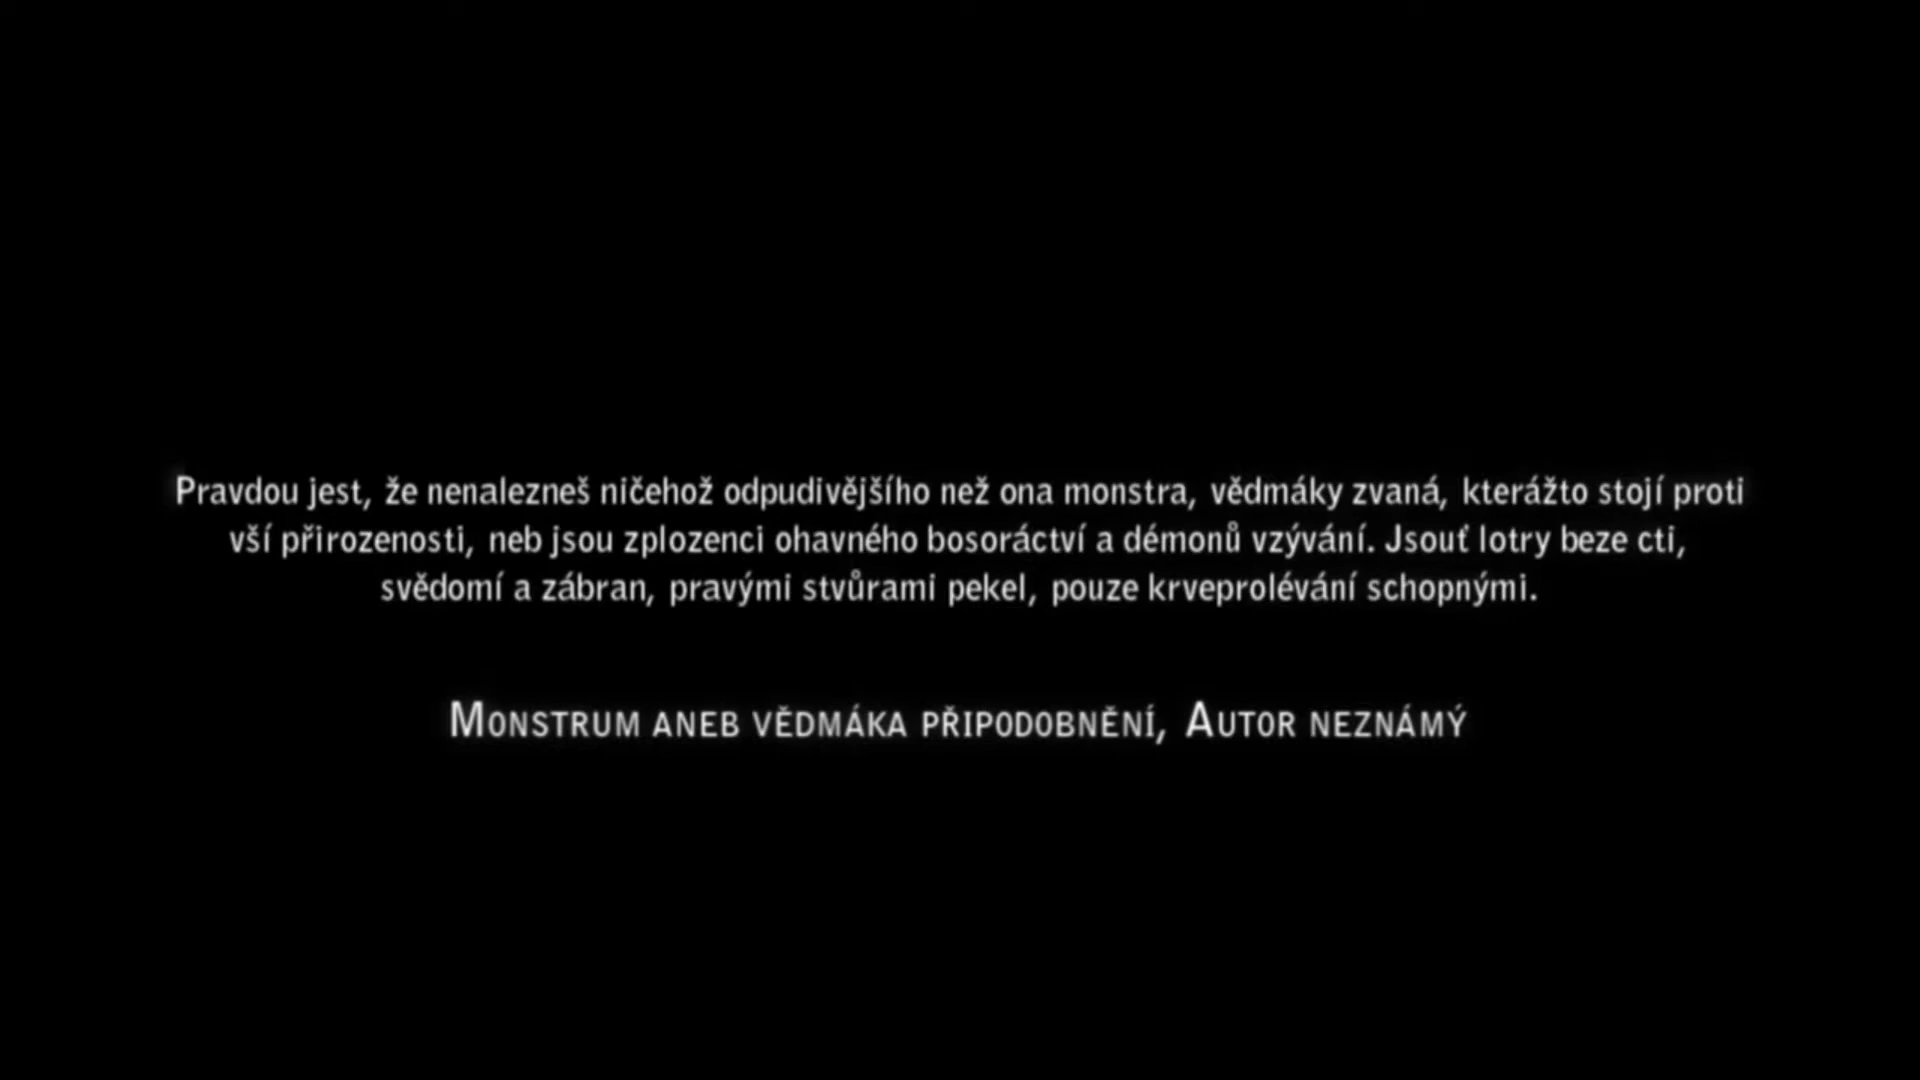 Pravdou jest, že nenalezneš ničehož odpudivějšího než ona monstra, vědmáky zvaná, kterážto stojí proti
vší přirozenosti, neb jsou zplozenci ohavného bosoráctví a démonů vzývání. Jsouť lotry beze cti,
svědomí a zábran, pravými stvůrami pekel, pouze krveprolévání schopnými.
Monstrum aneb vědmáka připodobnění, Autor neznámý